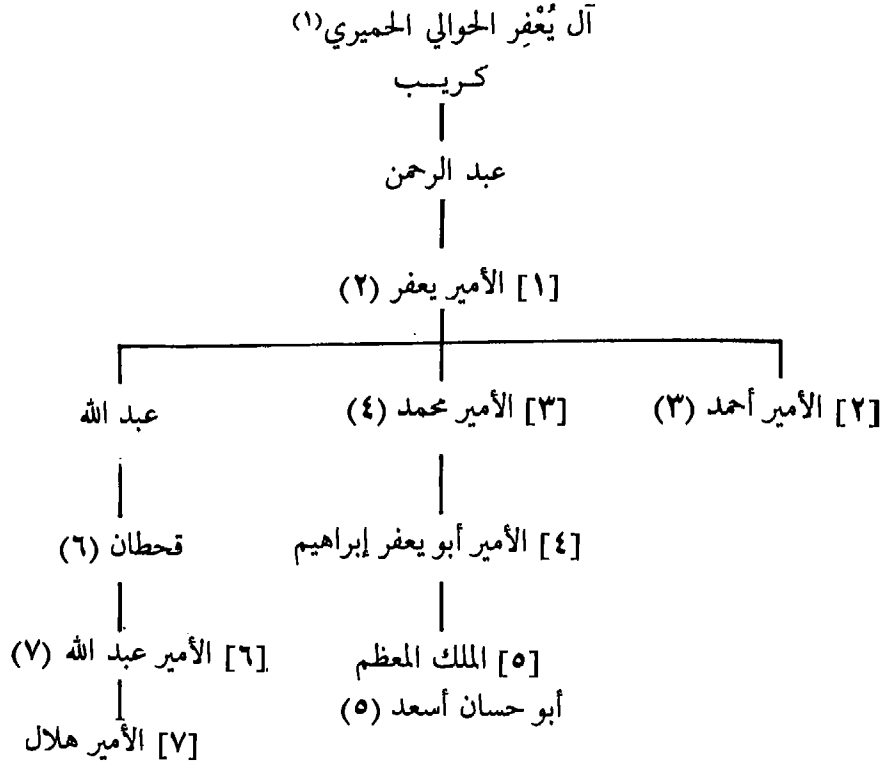 آل يُعْفِر الحوالي الحميري(١)
كريب
عبد الرحمن
[١] الأمير يعفر (٢)
[٢] الأمير أحمد (٣)
[٣] الأمير محمد (٤)
عبد الله
[٤] الأمير أبو يعفر إبراهيم
قحطان (٦)
[٥] الملك المعظم
أبو حسان أسعد (٥)
[٦] الأمير عبد الله (٧)
[٧] الأمير هلال